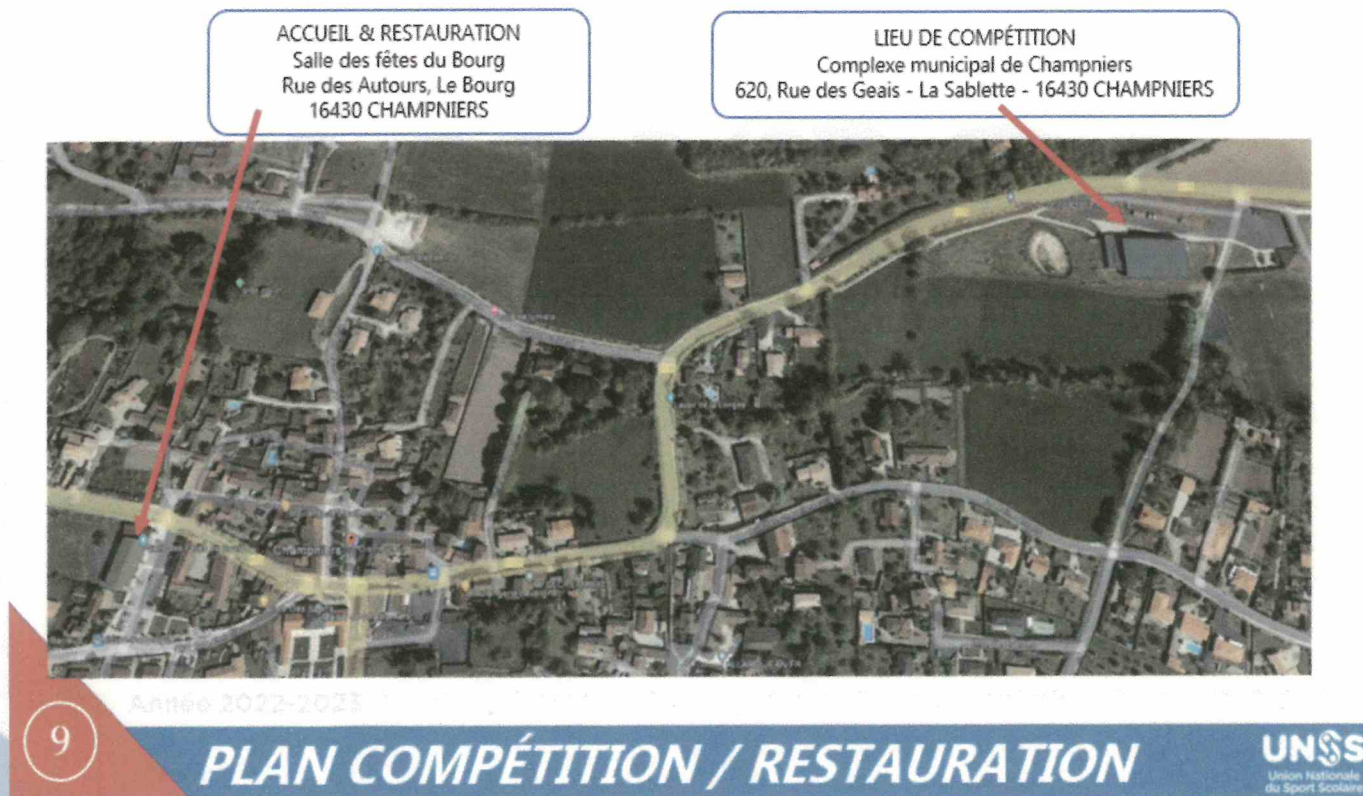 ACCUEIL & RESTAURATION
Salle des fêtes du Bourg
Rue des Autours, Le Bourg
16430 CHAMPNIERS
LIEU DE COMPÉTITION
Complexe municipal de Champniers
620, Rue des Geais - La Sablette - 16430 CHAMPNIERS
Champniers
Année 2022-2023
9
PLAN COMPÉTITION / RESTAURATION
UNSS
Union Nationale
du Sport Scolaire